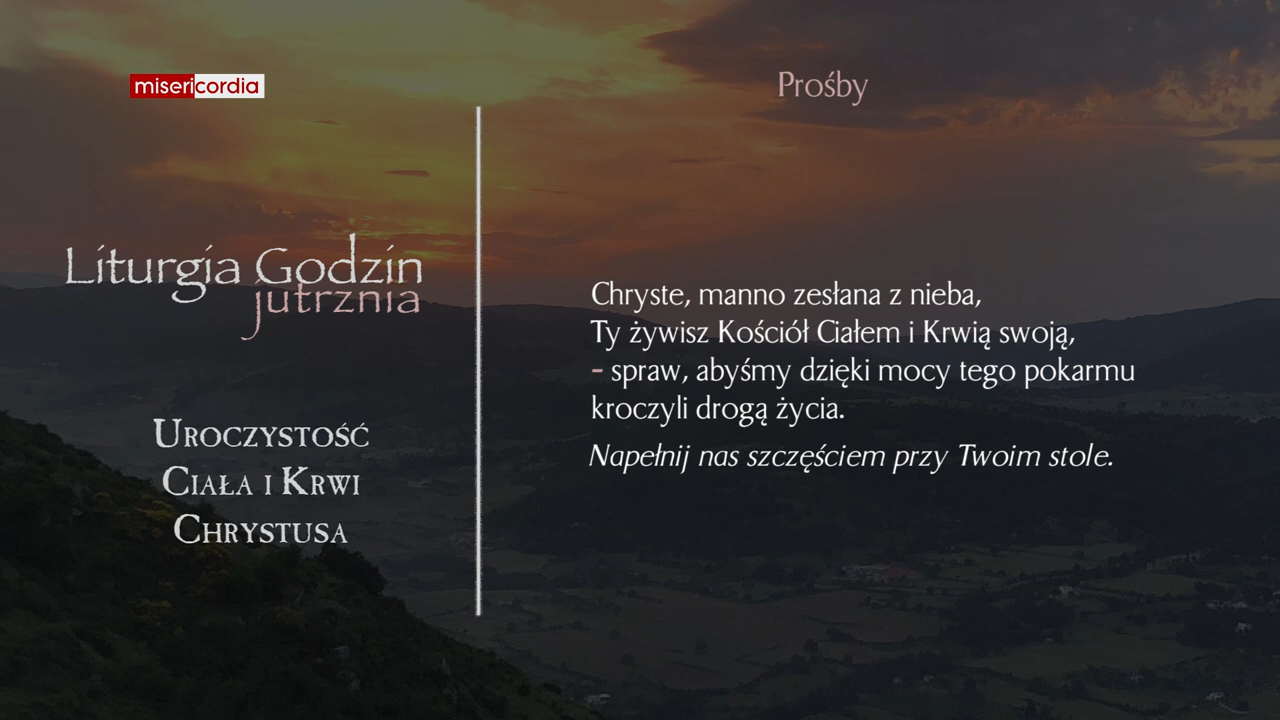 misericordia
Prośby
Liturgia Godzin
jutrznia
Uroczystość
Ciała i Krwi
Chrystusa
Chryste, manno zesłana z nieba,
Ty żywisz Kościół Ciałem i Krwią swoją,
- spraw, abyśmy dzięki mocy tego pokarmu
kroczyli drogą życia.
Napełnij nas szczęściem przy Twoim stole.